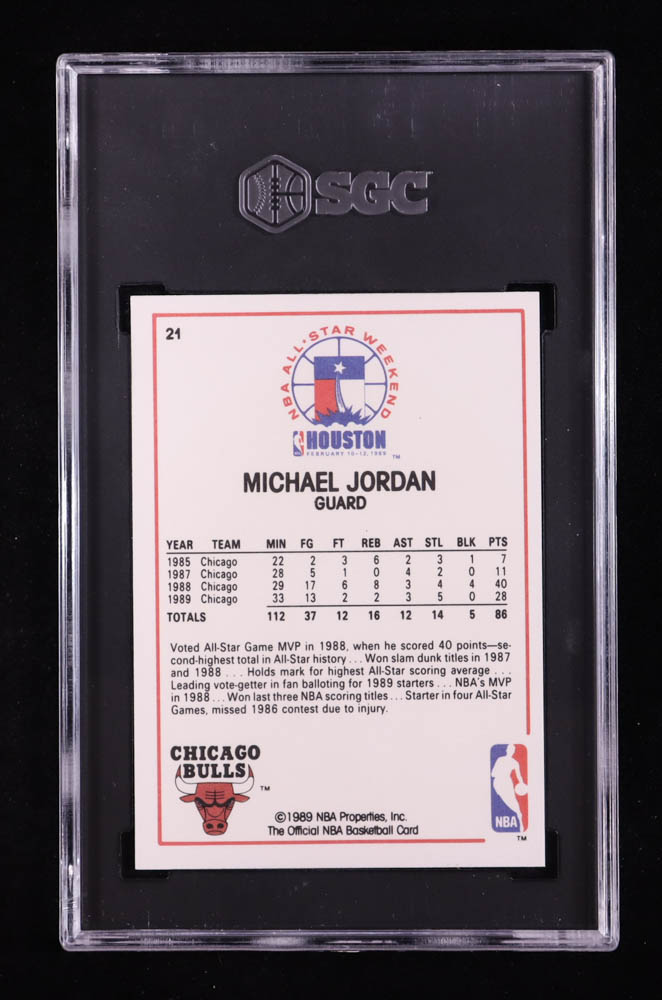 SGC
21
NBA ALL-STAR WEEKEND
HOUSTON
FEBRUARY 10-12, 1989
TM
MICHAEL JORDAN
GUARD
YEAR TEAM MIN FG FT REB AST STL BLK PTS
1985 Chicago 22 2 3 6 2 3 1 7
1987 Chicago 28 5 1 0 4 2 0 11
1988 Chicago 29 17 6 8 3 4 4 40
1989 Chicago 33 13 2 2 3 5 0 28
TOTALS 112 37 12 16 12 14 5 86
Voted All-Star Game MVP in 1988, when he scored 40 points—se-
cond-highest total in All-Star history . . . Won slam dunk titles in 1987
and 1988 . . . Holds mark for highest All-Star scoring average . . .
Leading vote-getter in fan balloting for 1989 starters . . . NBA's MVP
in 1988 . . . Won last three NBA scoring titles . . . Starter in four All-Star
Games, missed 1986 contest due to injury.
CHICAGO
BULLS
TM
NBA
TM
©1989 NBA Properties, Inc.
The Official NBA Basketball Card